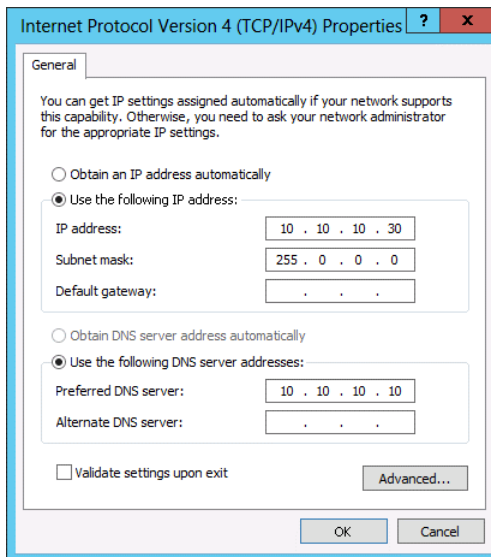 Internet Protocol Version 4 (TCP/IPv4) Properties ? x
General
You can get IP settings assigned automatically if your network supports
this capability. Otherwise, you need to ask your network administrator
for the appropriate IP settings.
Obtain an IP address automatically
Use the following IP address:
IP address: 10 . 10 . 10 . 30
Subnet mask: 255 . 0 . 0 . 0
Default gateway: . . .
Obtain DNS server address automatically
Use the following DNS server addresses:
Preferred DNS server: 10 . 10 . 10 . 10
Alternate DNS server: . . .
Validate settings upon exit
Advanced...
OK Cancel